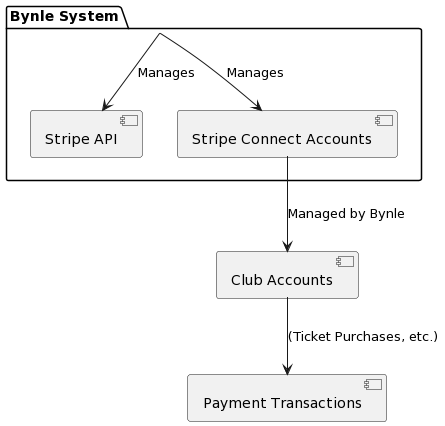 Bynle System
Manages
Manages
Stripe API
Stripe Connect Accounts
Managed by Bynle
Club Accounts
(Ticket Purchases, etc.)
Payment Transactions